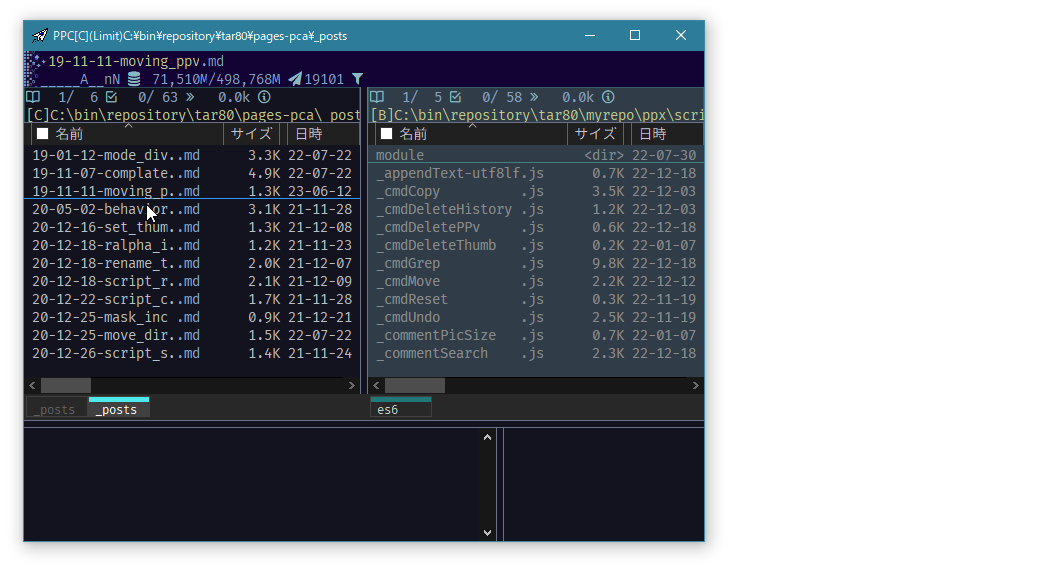 PPC[C](Limit)C:¥bin¥repository¥tar80¥pages-pca¥_posts
19-11-11-moving_ppv.md
_____A__nN 71,510M/498,768M 19101
1/ 6 0/ 63 » 0.0k
[C]C:\bin\repository\tar80\pages-pca\_post
名前 サイズ 日時
19-01-12-mode_div..md 3.3K 22-07-22
19-11-07-complate..md 4.9K 22-07-22
19-11-11-moving_p..md 1.3K 23-06-12
20-05-02-behavior..md 3.1K 21-11-28
20-12-16-set_thum..md 1.3K 21-12-08
20-12-18-ralpha_i..md 1.2K 21-11-23
20-12-18-rename_t..md 2.0K 21-12-07
20-12-18-script_r..md 2.1K 21-12-09
20-12-22-script_c..md 1.7K 21-11-28
20-12-25-mask_inc .md 0.9K 21-12-21
20-12-25-move_dir..md 1.5K 22-07-22
20-12-26-script_s..md 1.4K 21-11-24
_posts _posts
1/ 5 0/ 58 » 0.0k
[B]C:\bin\repository\tar80\myrepo\ppx\scri
名前 サイズ 日時
module <dir> 22-07-30
_appendText-utf8lf.js 0.7K 22-12-18
_cmdCopy .js 3.5K 22-12-03
_cmdDeleteHistory .js 1.2K 22-12-03
_cmdDeletePPv .js 0.6K 22-12-18
_cmdDeleteThumb .js 0.2K 22-01-07
_cmdGrep .js 9.8K 22-12-18
_cmdMove .js 2.2K 22-12-12
_cmdReset .js 0.3K 22-11-19
_cmdUndo .js 2.5K 22-11-19
_commentPicSize .js 0.7K 22-01-07
_commentSearch .js 2.3K 22-12-18
es6